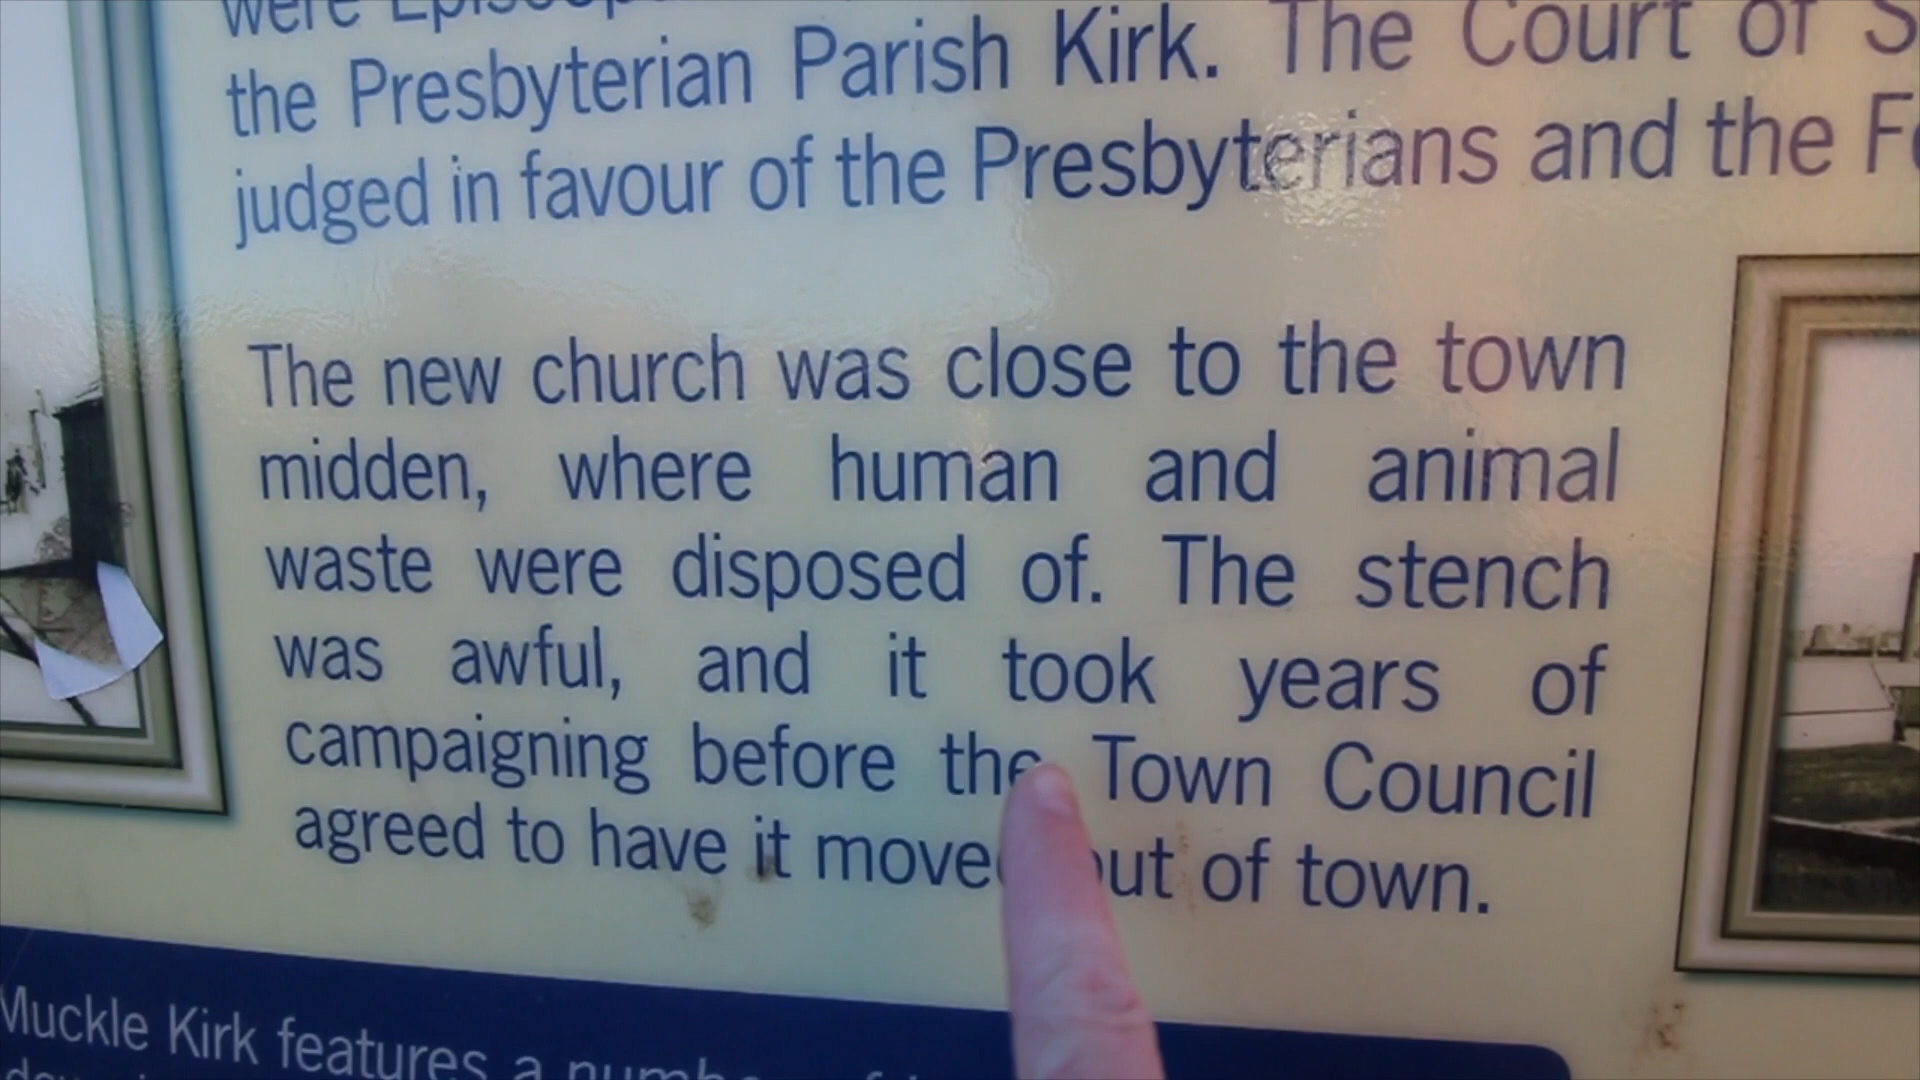 were
the Presbyterian Parish Kirk. The Court of
judged in favour of the Presbyterians and the
The new church was close to the town
midden, where human and animal
waste were disposed of. The stench
was awful, and it took years of
campaigning before the Town Council
agreed to have it moved out of town.
Muckle Kirk features a